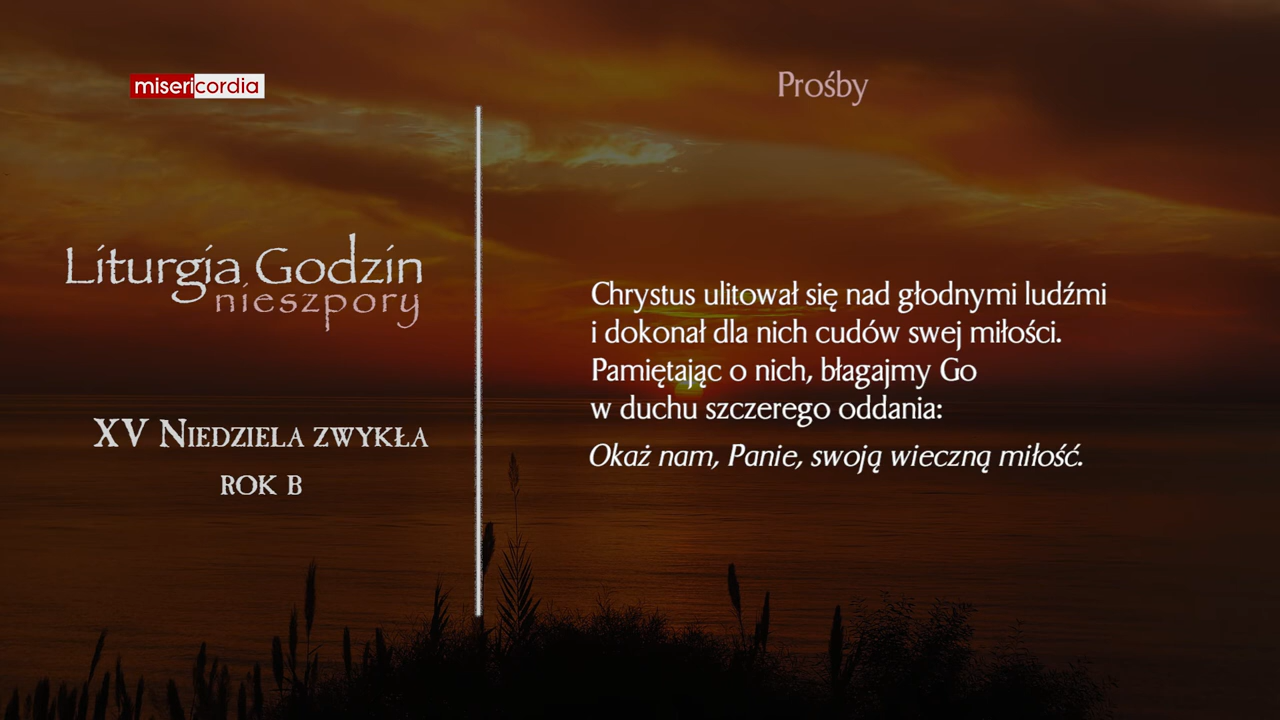 misericordia
Liturgia Godzin
nieszpory
XV Niedziela zwykła
rok B
Prośby
Chrystus ulitował się nad głodnymi ludźmi
i dokonał dla nich cudów swej miłości.
Pamiętając o nich, błagajmy Go
w duchu szczerego oddania:
Okaż nam, Panie, swoją wieczną miłość.